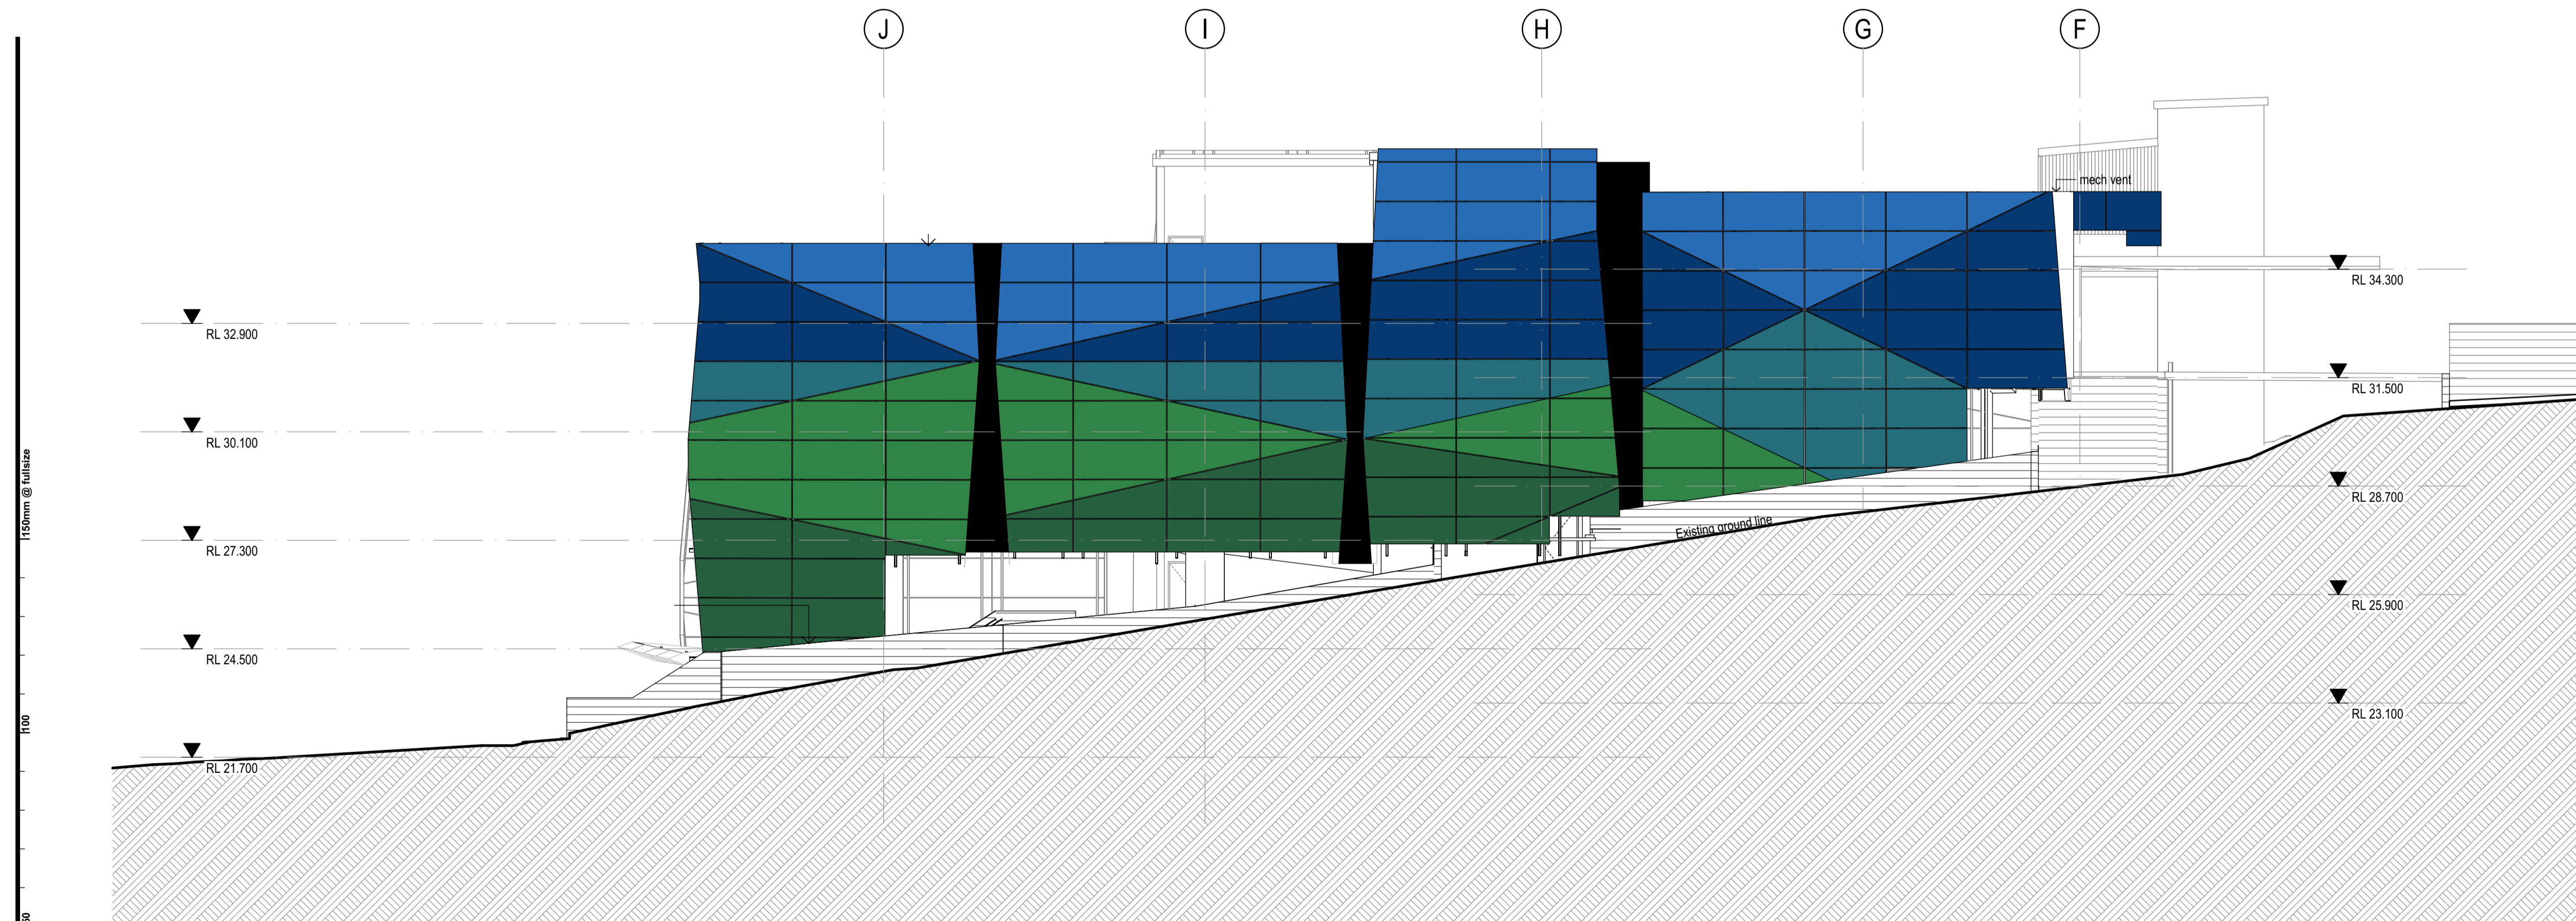 J
I
H
G
F
mech vent
RL 34.300
RL 32.900
RL 31.500
RL 30.100
RL 28.700
Existing ground line
RL 27.300
RL 25.900
RL 24.500
RL 23.100
RL 21.700
150mm @ fullsize
100
50